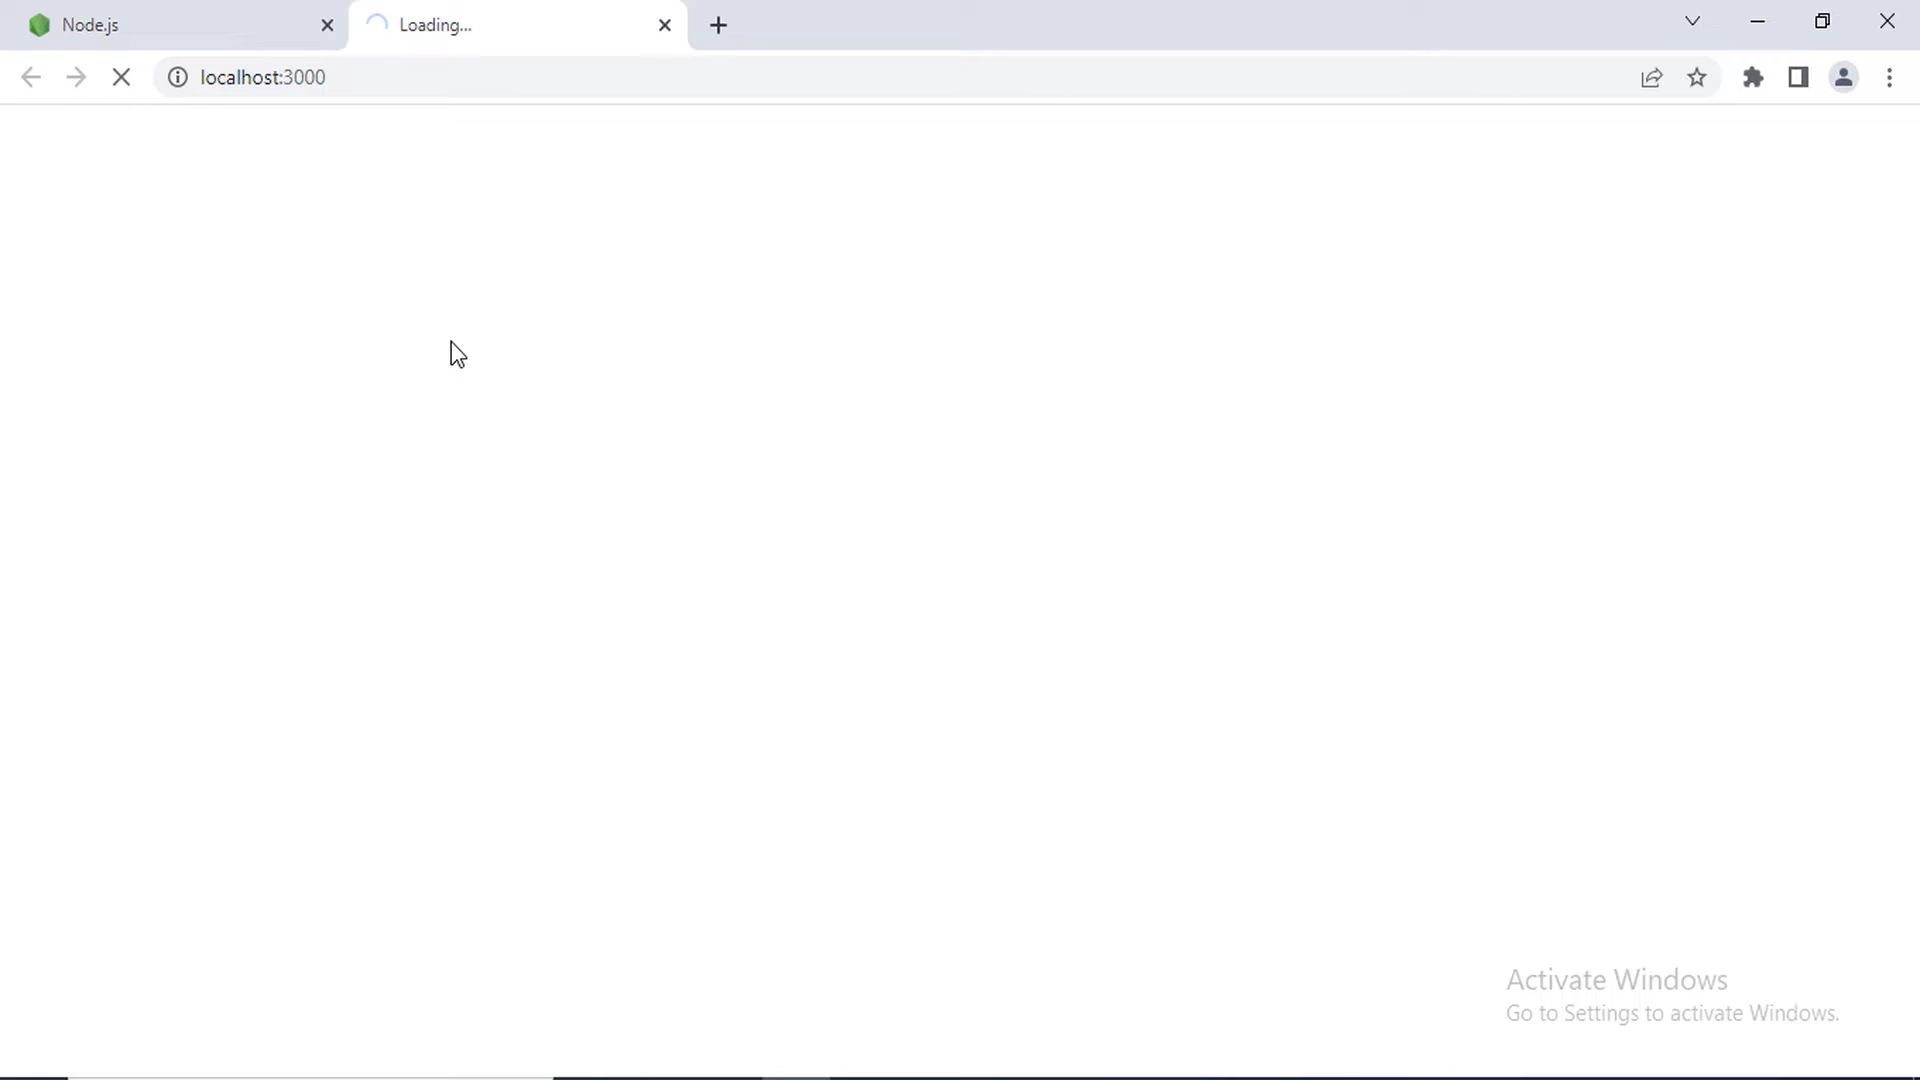 Node.js
Loading...
localhost:3000
Activate Windows
Go to Settings to activate Windows.